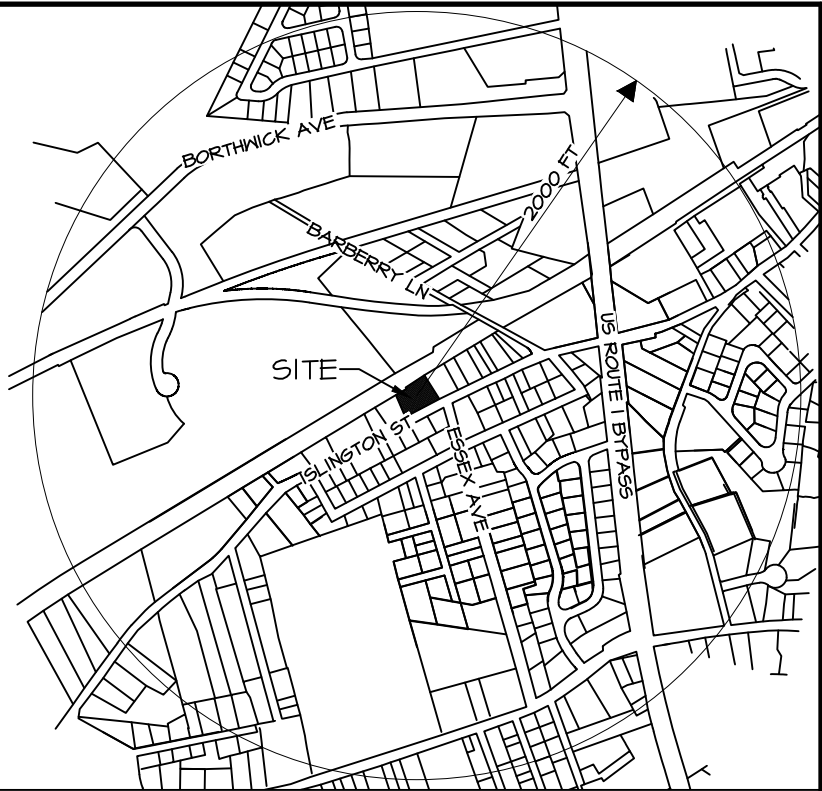 BORTHWICK AVE
2000 FT
BARBERRY LN
US ROUTE 1 BYPASS
SITE
ISLINGTON ST
ESSEX AVE